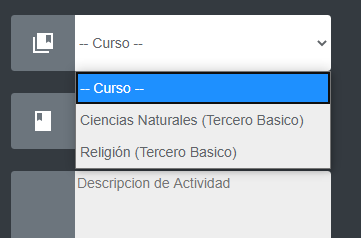 -- Curso --
-- Curso --
Ciencias Naturales (Tercero Basico)
Religión (Tercero Basico)
Descripcion de Actividad